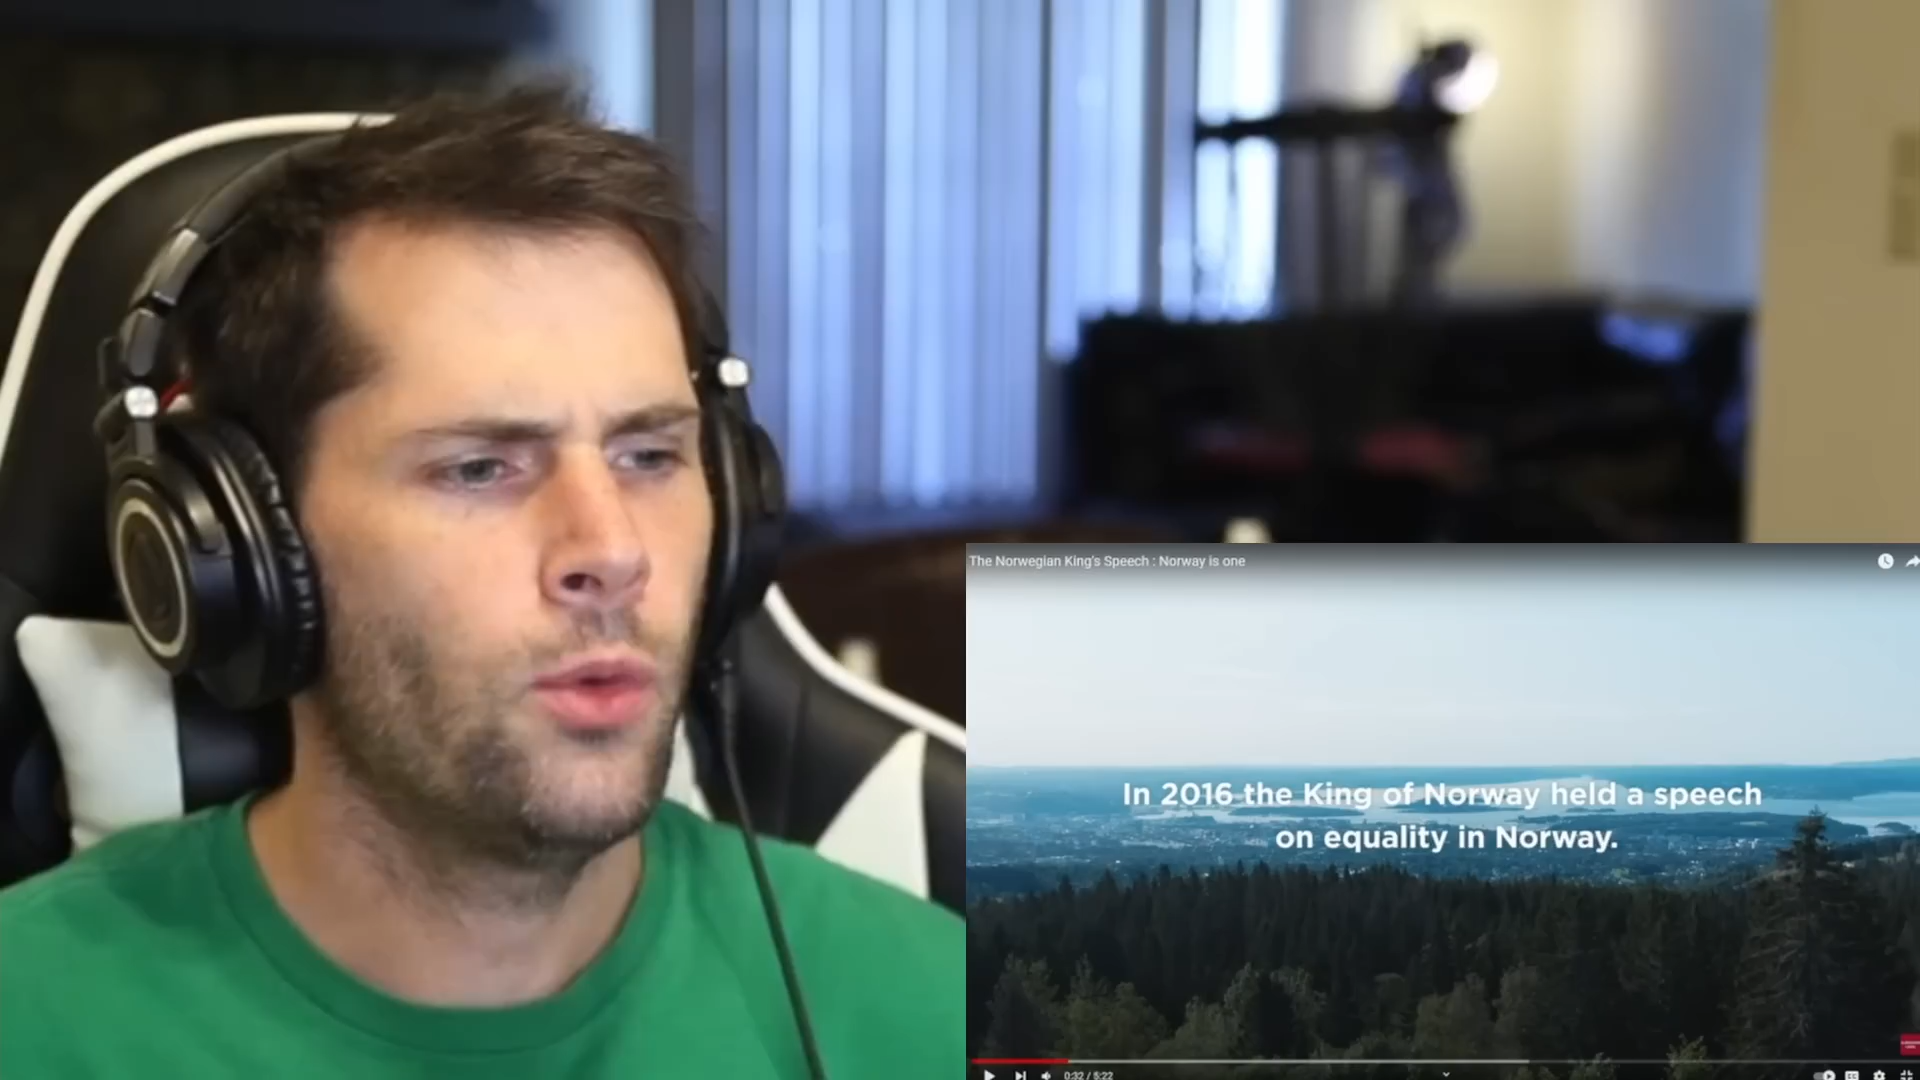 The Norwegian King's Speech : Norway is one
In 2016 the King of Norway held a speech
on equality in Norway.
0:32 / 5:22